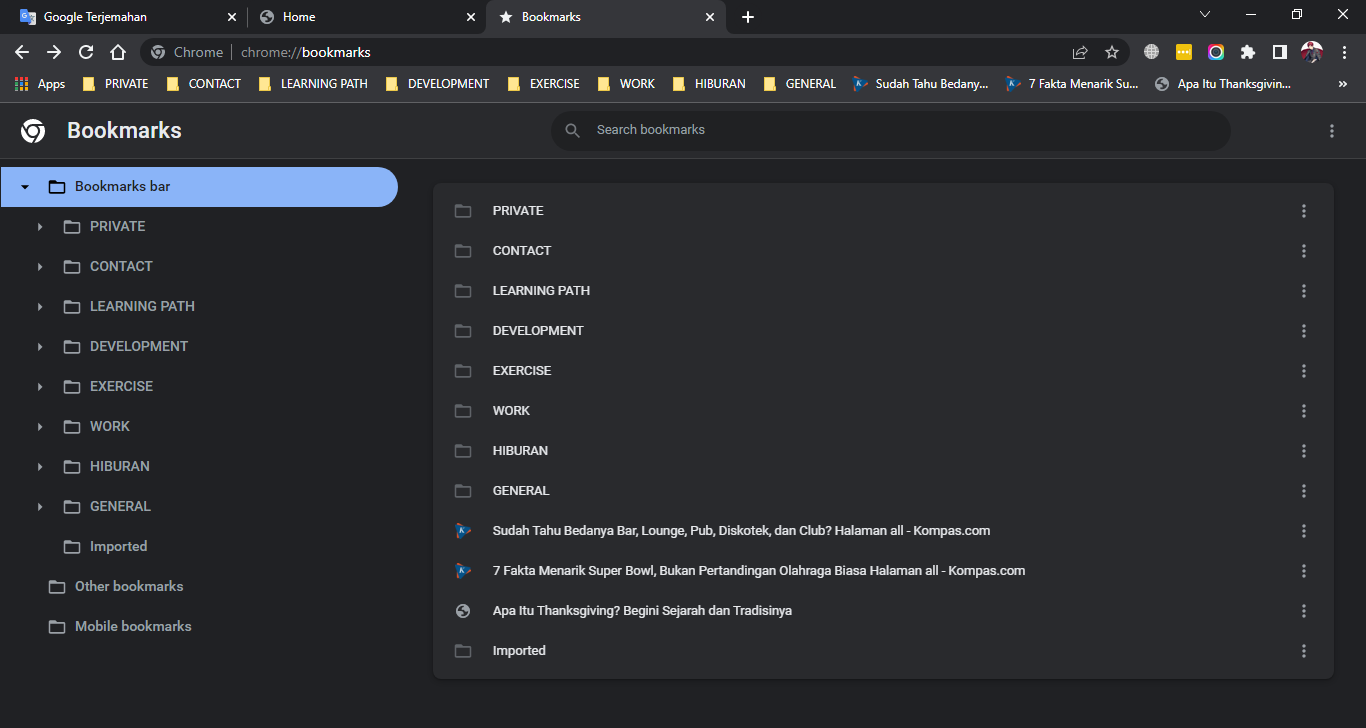 Google Terjemahan
Home
Bookmarks
Chrome
chrome://bookmarks
Apps
PRIVATE
CONTACT
LEARNING PATH
DEVELOPMENT
EXERCISE
WORK
HIBURAN
GENERAL
Sudah Tahu Bedany...
7 Fakta Menarik Su...
Apa Itu Thanksgivin...
»
Bookmarks
Search bookmarks
Bookmarks bar
PRIVATE
CONTACT
LEARNING PATH
DEVELOPMENT
EXERCISE
WORK
HIBURAN
GENERAL
Imported
Other bookmarks
Mobile bookmarks
PRIVATE
CONTACT
LEARNING PATH
DEVELOPMENT
EXERCISE
WORK
HIBURAN
GENERAL
Sudah Tahu Bedanya Bar, Lounge, Pub, Diskotek, dan Club? Halaman all - Kompas.com
7 Fakta Menarik Super Bowl, Bukan Pertandingan Olahraga Biasa Halaman all - Kompas.com
Apa Itu Thanksgiving? Begini Sejarah dan Tradisinya
Imported